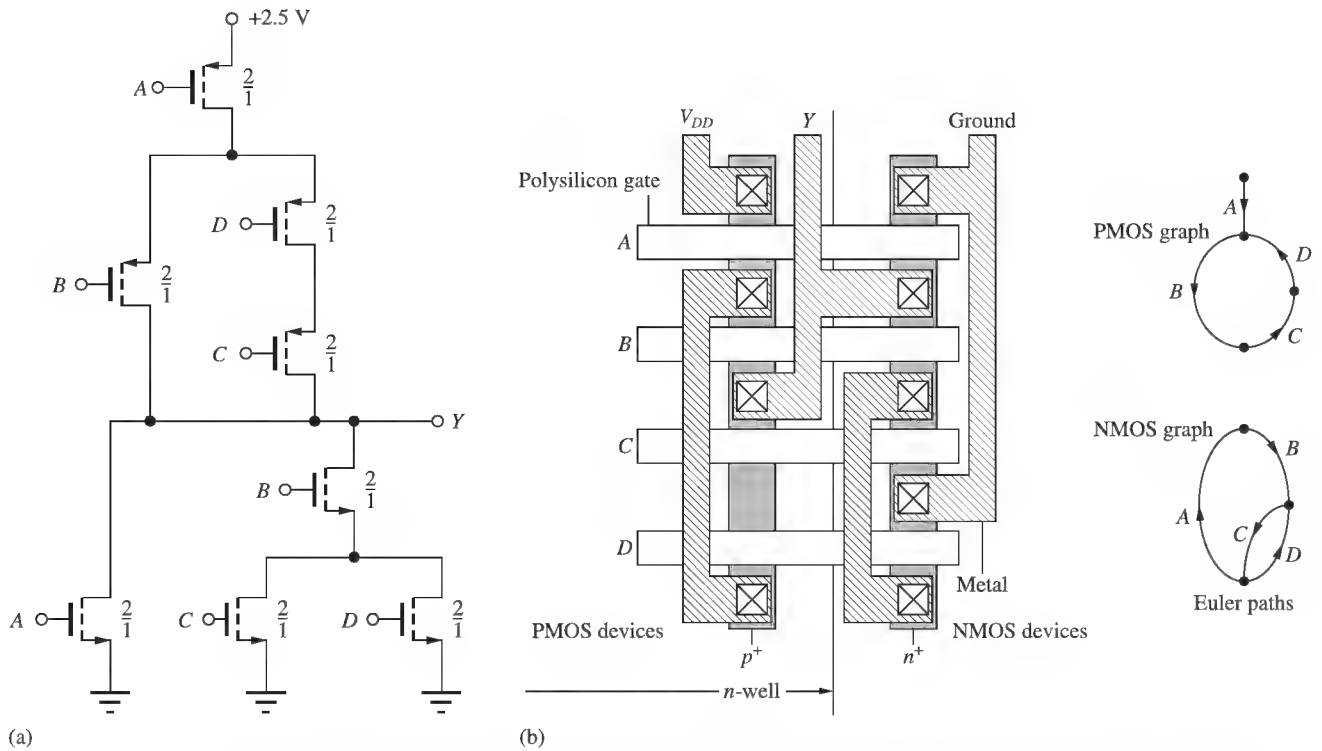 +2.5 V
A
2/1
D
2/1
B
2/1
C
2/1
Y
B
2/1
A
2/1
C
2/1
D
2/1
(a)
V_DD
Y
Ground
Polysilicon gate
A
B
C
D
Metal
PMOS devices
NMOS devices
p+
n+
n-well
(b)
A
PMOS graph
D
B
C
NMOS graph
B
A
C
D
Euler paths